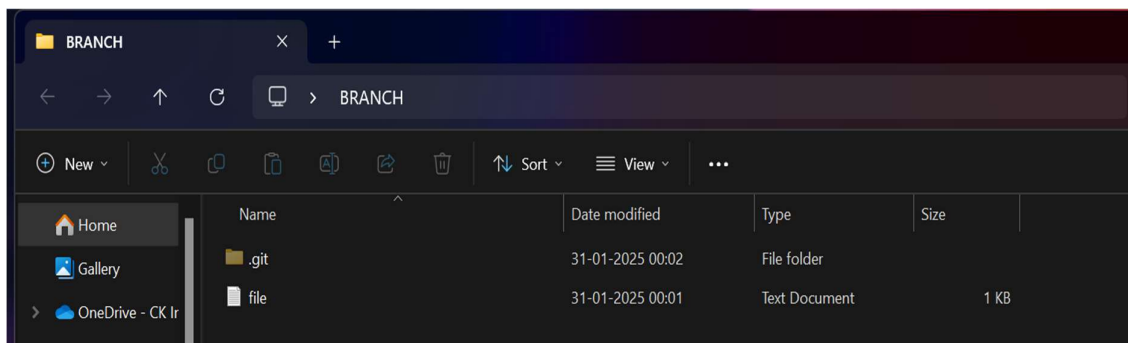 BRANCH
BRANCH
New Sort View
Name Date modified Type Size
Home
.git 31-01-2025 00:02 File folder
Gallery
file 31-01-2025 00:01 Text Document 1 KB
OneDrive - CK Ir